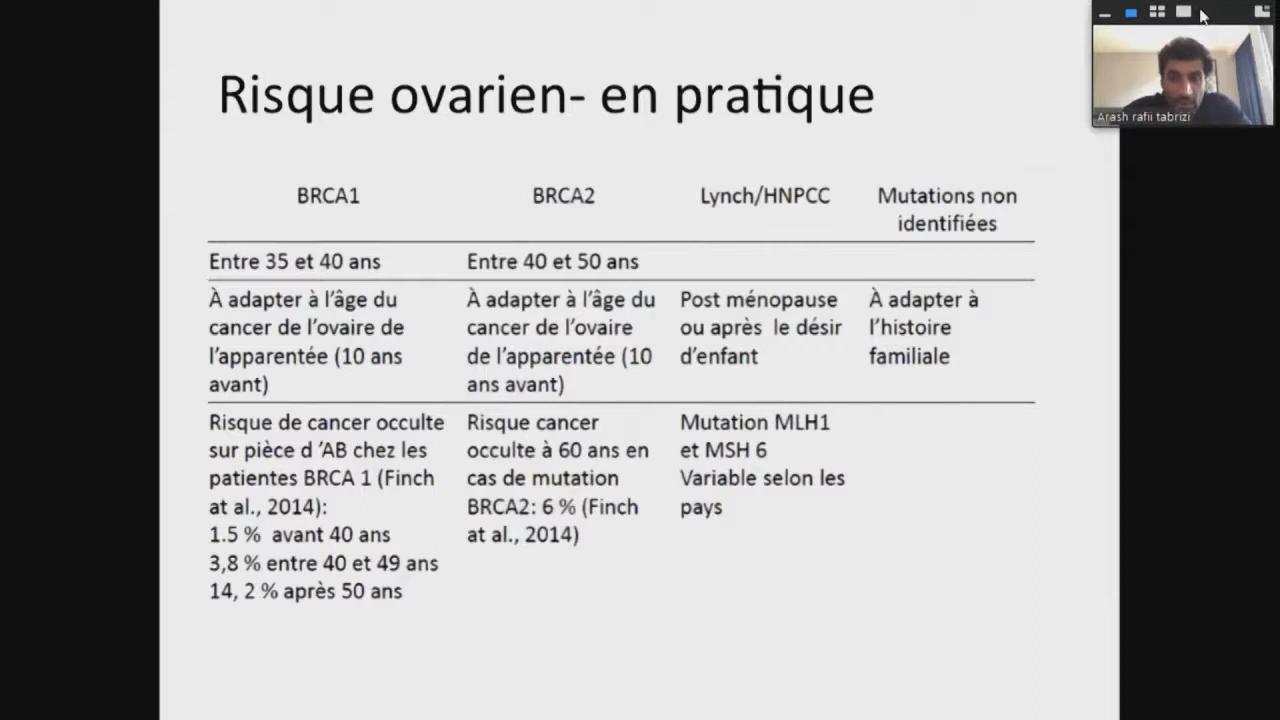 Risque ovarien- en pratique
Arash rafii tabrizi
BRCA1
BRCA2
Lynch/HNPCC
Mutations non
identifiées
Entre 35 et 40 ans
Entre 40 et 50 ans
À adapter à l’âge du
cancer de l’ovaire de
l’apparentée (10 ans
avant)
À adapter à l’âge du
cancer de l’ovaire
de l’apparentée (10
ans avant)
Post ménopause
ou après le désir
d’enfant
À adapter à
l’histoire
familiale
Risque de cancer occulte
sur pièce d ’AB chez les
patientes BRCA 1 (Finch
at al., 2014):
1.5 % avant 40 ans
3,8 % entre 40 et 49 ans
14, 2 % après 50 ans
Risque cancer
occulte à 60 ans en
cas de mutation
BRCA2: 6 % (Finch
at al., 2014)
Mutation MLH1
et MSH 6
Variable selon les
pays